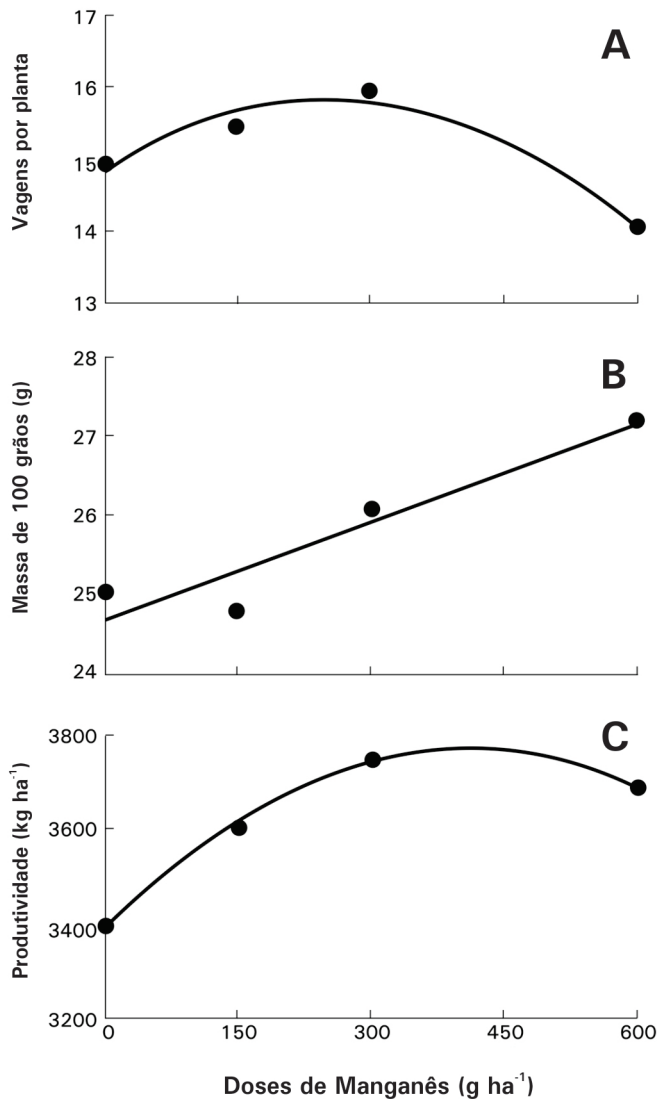 A
Vagens por planta
17
16
15
14
13
B
Massa de 100 grãos (g)
28
27
26
25
24
C
Produtividade (kg ha⁻¹)
3800
3600
3400
3200
0 150 300 450 600
Doses de Manganês (g ha⁻¹)